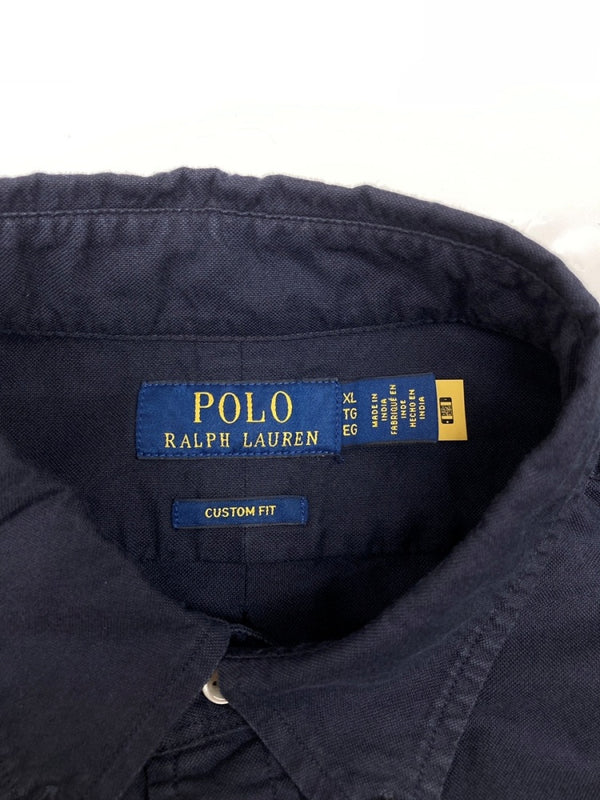 POLO
RALPH LAUREN
XL
TG
EG
MADE IN
INDIA
FABRIQUÉ EN
INDE
HECHO EN
INDIA
CUSTOM FIT